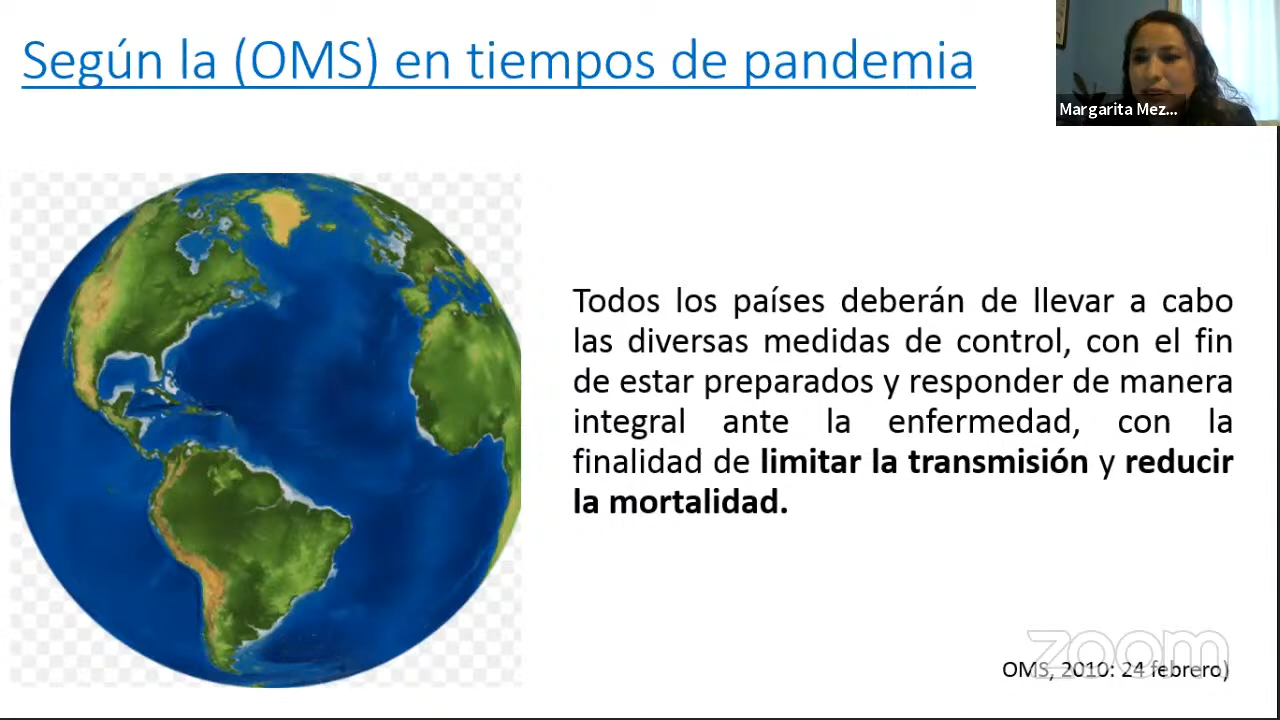 Según la (OMS) en tiempos de pandemia
Margarita Mez...
Todos los países deberán de llevar a cabo
las diversas medidas de control, con el fin
de estar preparados y responder de manera
integral ante la enfermedad, con la
finalidad de limitar la transmisión y reducir
la mortalidad.
zoom
OMS, 2010: 24 febrero)